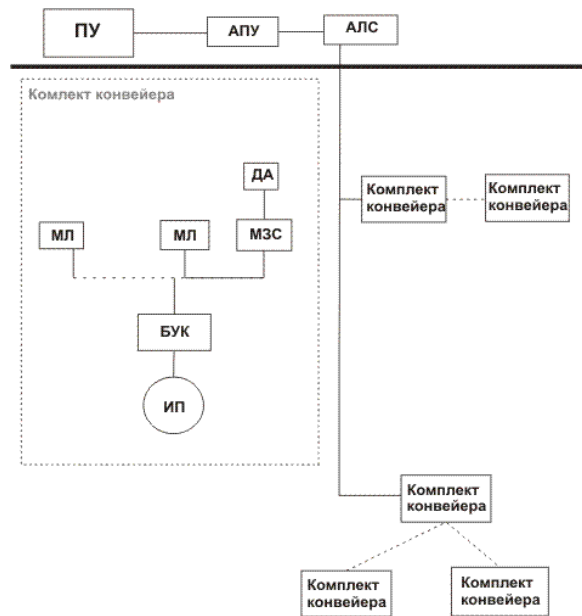 ПУ
АПУ
АЛС
Комлект конвейера
ДА
МЛ
МЛ
МЗС
БУК
ИП
Комплект
конвейера
Комплект
конвейера
Комплект
конвейера
Комплект
конвейера
Комплект
конвейера